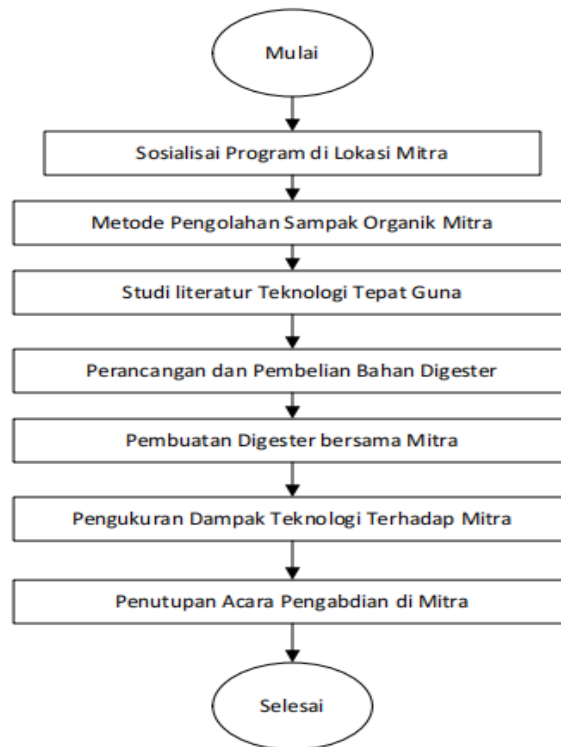 Mulai
Sosialisai Program di Lokasi Mitra
Metode Pengolahan Sampak Organik Mitra
Studi literatur Teknologi Tepat Guna
Perancangan dan Pembelian Bahan Digester
Pembuatan Digester bersama Mitra
Pengukuran Dampak Teknologi Terhadap Mitra
Penutupan Acara Pengabdian di Mitra
Selesai